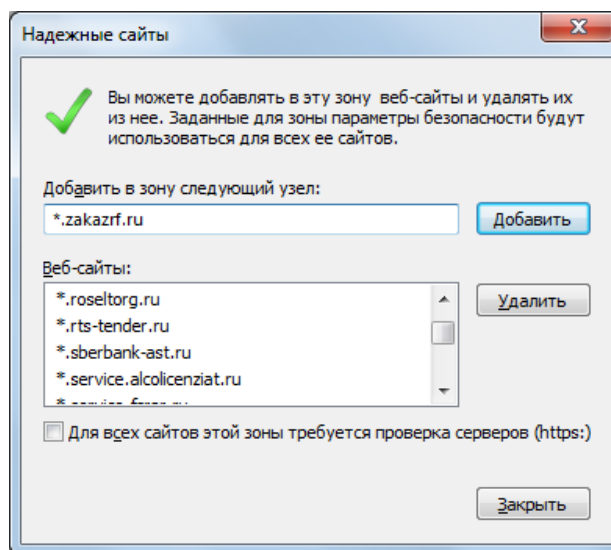 Надежные сайты
Вы можете добавлять в эту зону веб-сайты и удалять их
из нее. Заданные для зоны параметры безопасности будут
использоваться для всех ее сайтов.
Добавить в зону следующий узел:
*.zakazrf.ru
Добавить
Веб-сайты:
*.roseltorg.ru
Удалить
*.rts-tender.ru
*.sberbank-ast.ru
*.service.alcolicenziat.ru
Для всех сайтов этой зоны требуется проверка серверов (https:)
Закрыть